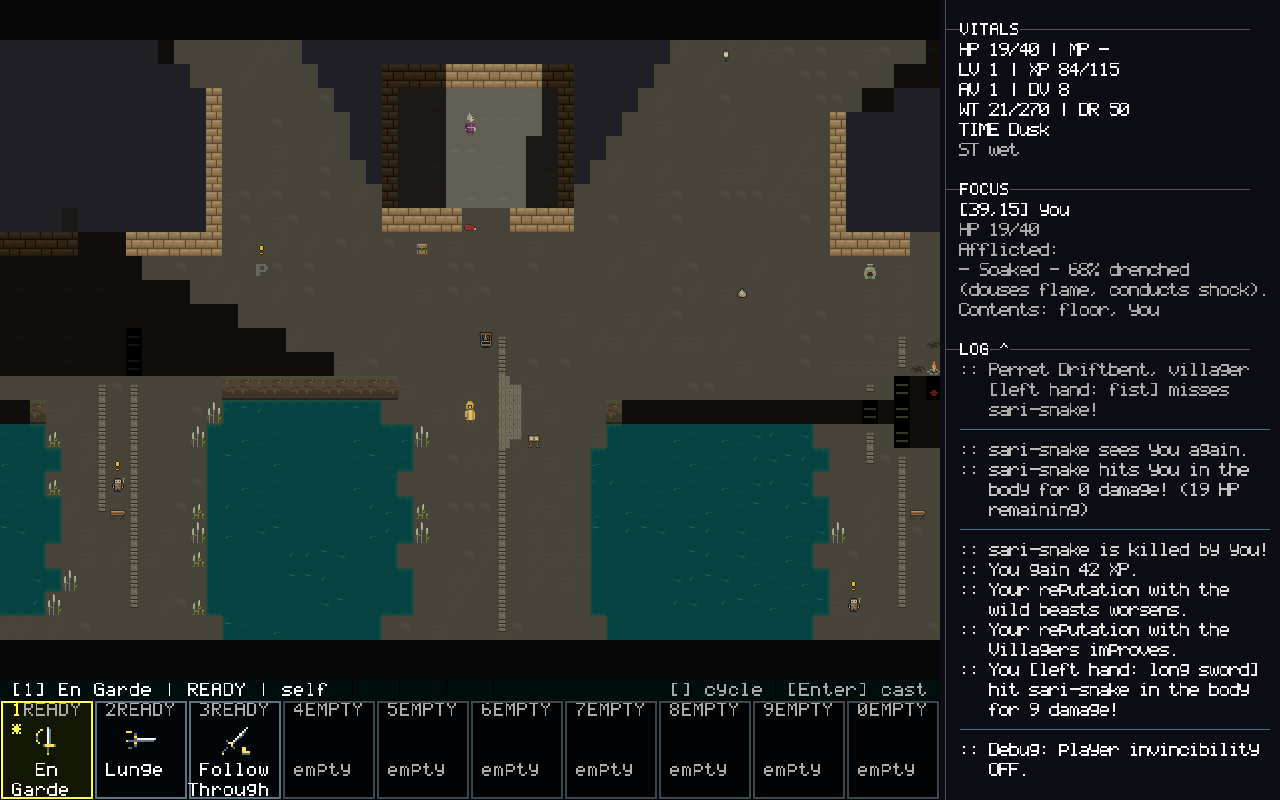 VITALS
HP 19/40 | MP -
LV 1 | XP 84/115
AV 1 | DV 8
WT 21/270 | DR 50
TIME Dusk
ST wet
FOCUS
[39,15] You
HP 19/40
Afflicted:
- Soaked - 68% drenched
(douses flame, conducts shock).
Contents: floor, you
LOG ^
:: Perret Driftbent, villager
[left hand: fist] misses
sari-snake!
:: sari-snake sees you again.
:: sari-snake hits you in the
body for 0 damage! (19 HP
remaining)
:: sari-snake is killed by you!
:: You gain 42 XP.
:: Your reputation with the
wild beasts worsens.
:: Your reputation with the
Villagers improves.
:: You [left hand: long sword]
hit sari-snake in the body
for 9 damage!
:: Debug: Player invincibility
OFF.
P
[1] En Garde | READY | self
[] cycle [Enter] cast
1READY 2READY 3READY 4EMPTY 5EMPTY 6EMPTY 7EMPTY 8EMPTY 9EMPTY 0EMPTY
*
En Garde
Lunge
Follow Through
empty empty empty empty empty empty empty